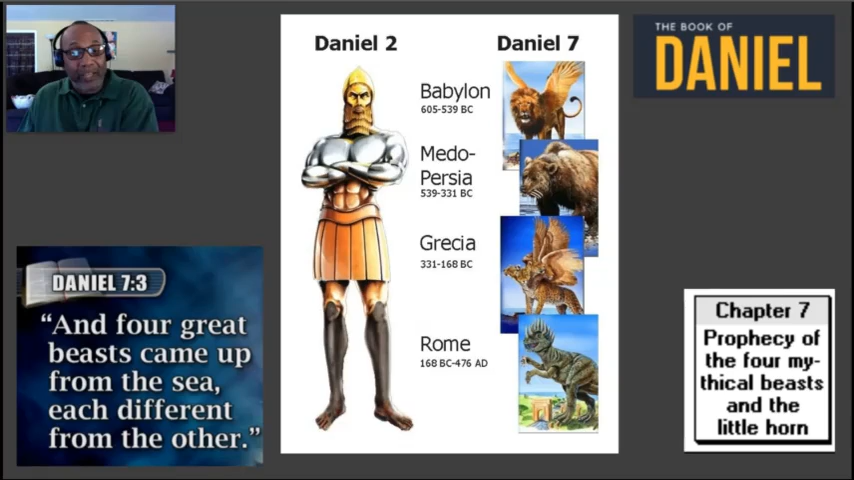 Daniel 2
Daniel 7
Babylon
605-539 BC
Medo-
Persia
539-331 BC
Grecia
331-168 BC
Rome
168 BC-476 AD
THE BOOK OF
DANIEL
DANIEL 7:3
“And four great
beasts came up
from the sea,
each different
from the other.”
Chapter 7
Prophecy of
the four my-
thical beasts
and the
little horn